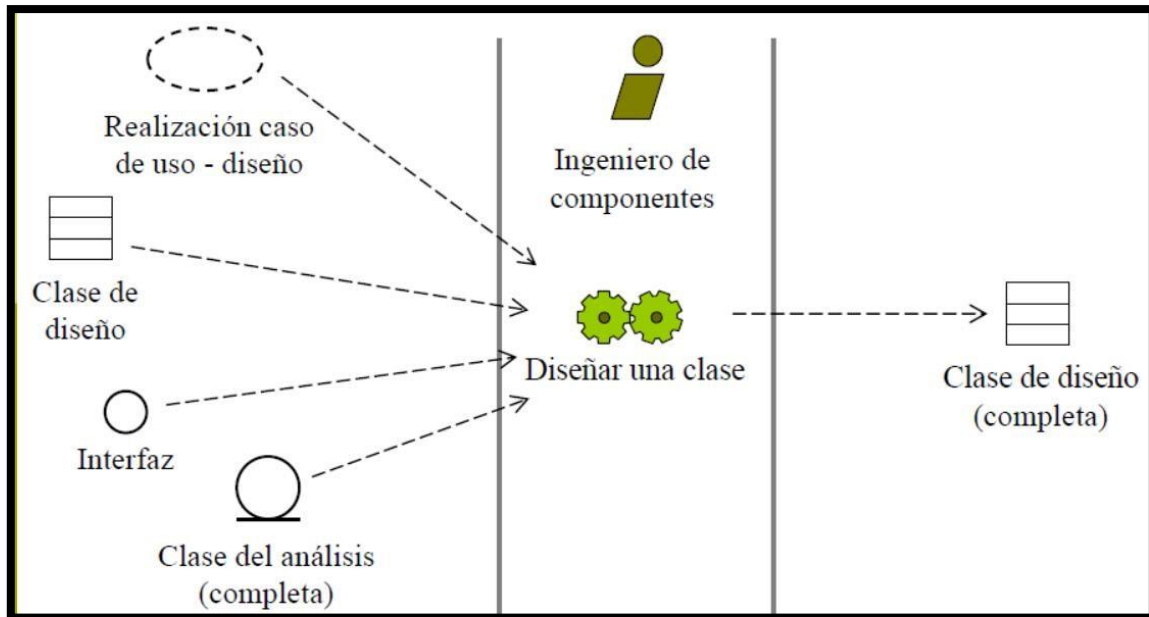 Realización caso
de uso - diseño
Clase de
diseño
Interfaz
Clase del análisis
(completa)
Ingeniero de
componentes
Diseñar una clase
Clase de diseño
(completa)